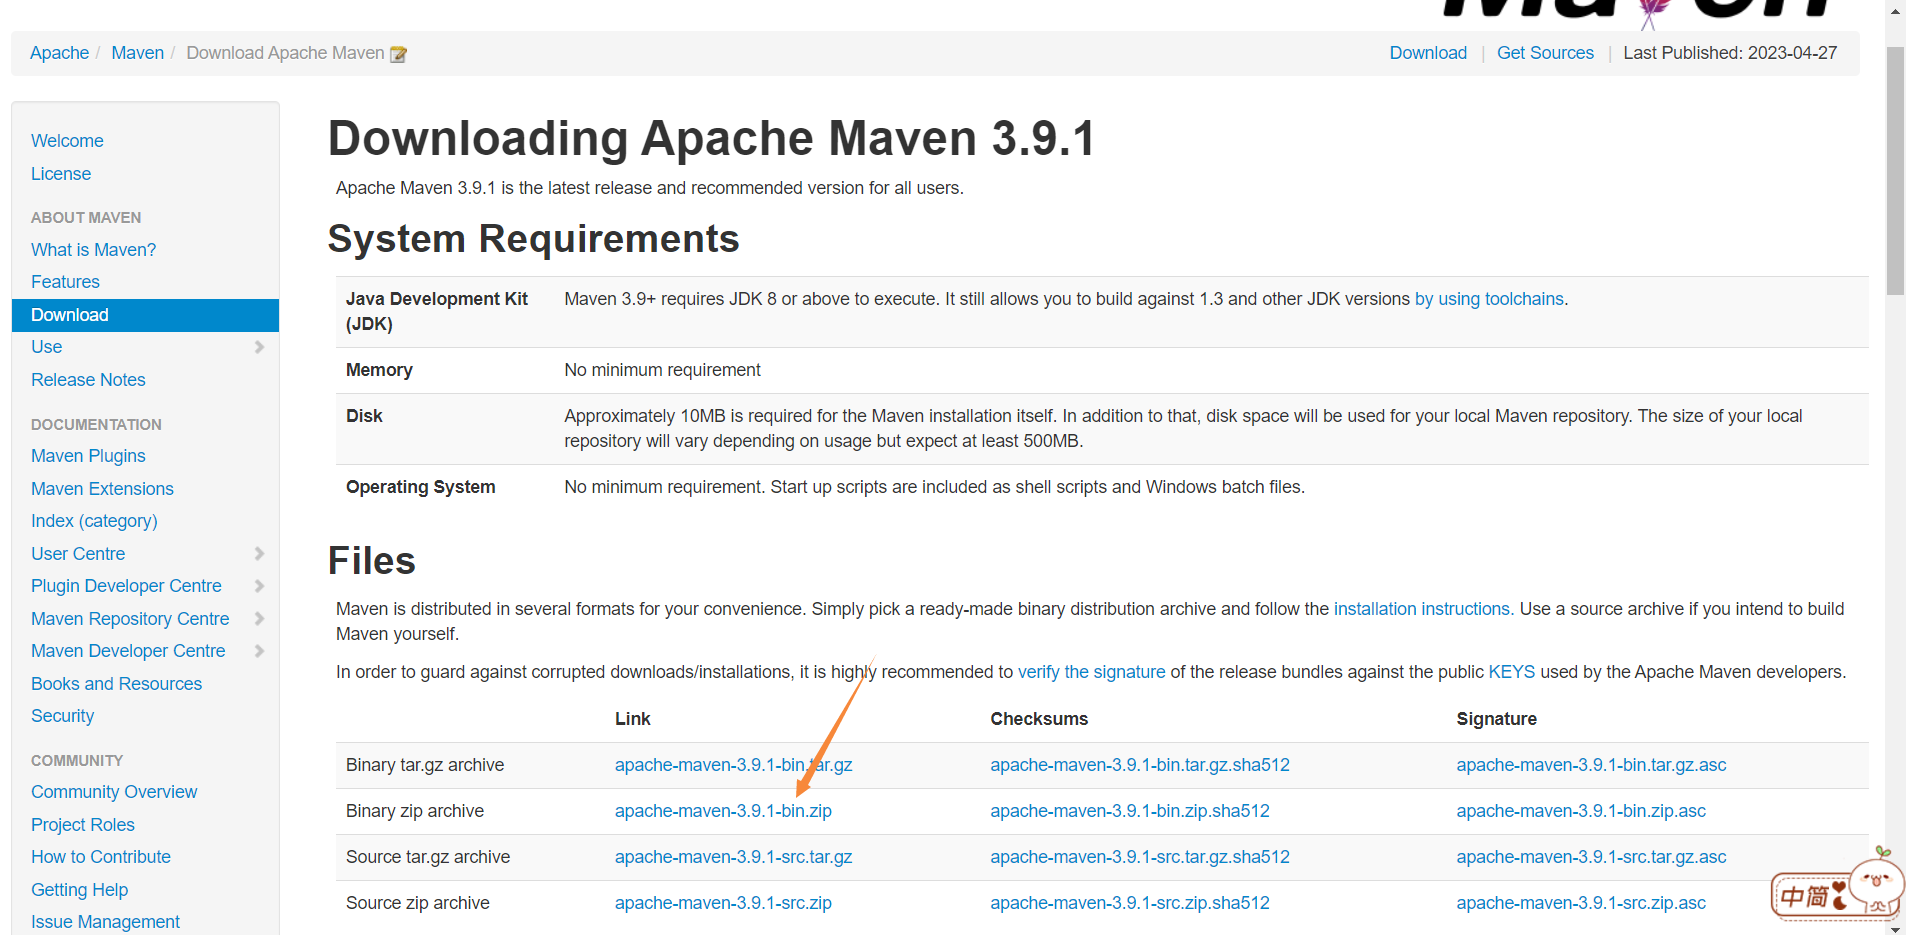 Maven
Apache / Maven / Download Apache Maven
Download | Get Sources | Last Published: 2023-04-27
Welcome
License
ABOUT MAVEN
What is Maven?
Features
Download
Use
Release Notes
DOCUMENTATION
Maven Plugins
Maven Extensions
Index (category)
User Centre
Plugin Developer Centre
Maven Repository Centre
Maven Developer Centre
Books and Resources
Security
COMMUNITY
Community Overview
Project Roles
How to Contribute
Getting Help
Issue Management
Downloading Apache Maven 3.9.1
Apache Maven 3.9.1 is the latest release and recommended version for all users.
System Requirements
Java Development Kit (JDK) Maven 3.9+ requires JDK 8 or above to execute. It still allows you to build against 1.3 and other JDK versions by using toolchains.
Memory No minimum requirement
Disk Approximately 10MB is required for the Maven installation itself. In addition to that, disk space will be used for your local Maven repository. The size of your local
repository will vary depending on usage but expect at least 500MB.
Operating System No minimum requirement. Start up scripts are included as shell scripts and Windows batch files.
Files
Maven is distributed in several formats for your convenience. Simply pick a ready-made binary distribution archive and follow the installation instructions. Use a source archive if you intend to build
Maven yourself.
In order to guard against corrupted downloads/installations, it is highly recommended to verify the signature of the release bundles against the public KEYS used by the Apache Maven developers.
Link Checksums Signature
Binary tar.gz archive apache-maven-3.9.1-bin.tar.gz apache-maven-3.9.1-bin.tar.gz.sha512 apache-maven-3.9.1-bin.tar.gz.asc
Binary zip archive apache-maven-3.9.1-bin.zip apache-maven-3.9.1-bin.zip.sha512 apache-maven-3.9.1-bin.zip.asc
Source tar.gz archive apache-maven-3.9.1-src.tar.gz apache-maven-3.9.1-src.tar.gz.sha512 apache-maven-3.9.1-src.tar.gz.asc
Source zip archive apache-maven-3.9.1-src.zip apache-maven-3.9.1-src.zip.sha512 apache-maven-3.9.1-src.zip.asc
中简